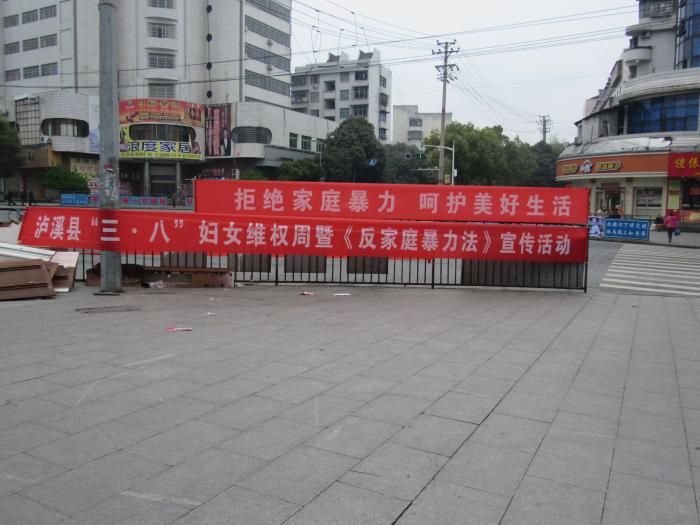 浪度家居
拒绝家庭暴力 呵护美好生活
泸溪县“三·八”妇女维权周暨《反家庭暴力法》宣传活动